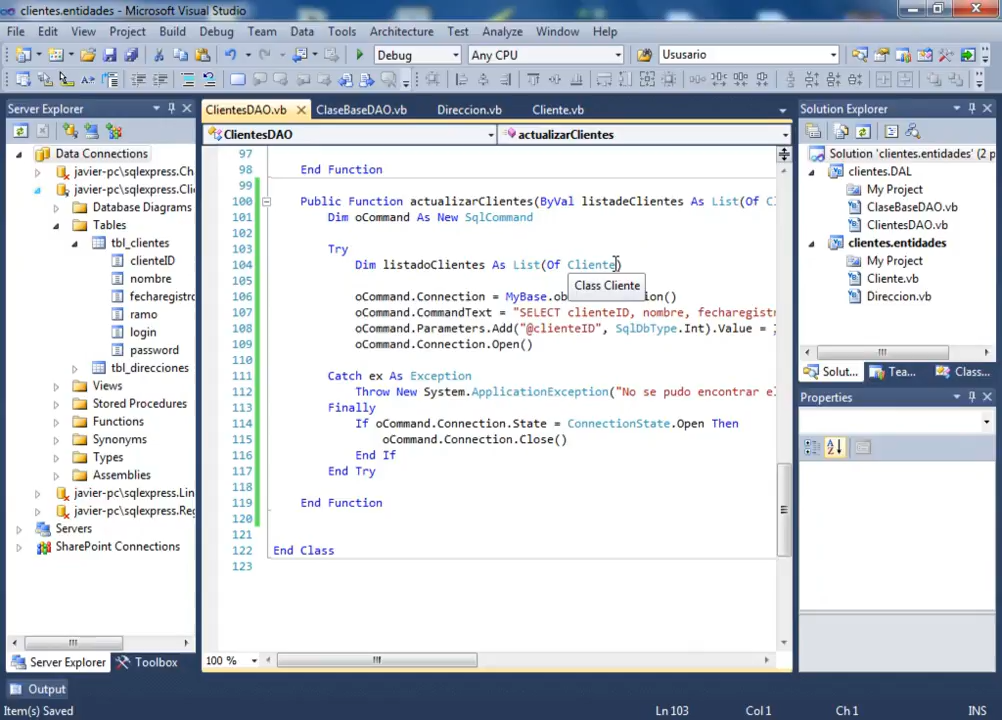 clientes.entidades - Microsoft Visual Studio
File Edit View Project Build Debug Team Data Tools Architecture Test Analyze Window Help
Debug Any CPU Usuario
Server Explorer
Data Connections
javier-pc\sqlexpress.Ch
javier-pc\sqlexpress.Cli
Database Diagrams
Tables
tbl_clientes
clienteID
nombre
fecharegistro
ramo
login
password
tbl_direcciones
Views
Stored Procedures
Functions
Synonyms
Types
Assemblies
javier-pc\sqlexpress.Lin
javier-pc\sqlexpress.Reg
Servers
SharePoint Connections
Server Explorer Toolbox
ClientesDAO.vb ClaseBaseDAO.vb Direccion.vb Cliente.vb
ClientesDAO actualizarClientes
97
98 End Function
99
100 Public Function actualizarClientes(ByVal listadeClientes As List(Of Cl
101 Dim oCommand As New SqlCommand
102
103 Try
104 Dim listadoClientes As List(Of Cliente)
105
Class Cliente
106 oCommand.Connection = MyBase.ob ion()
107 oCommand.CommandText = "SELECT clienteID, nombre, fecharegistr
108 oCommand.Parameters.Add("@clienteID", SqlDbType.Int).Value =
109 oCommand.Connection.Open()
110
111 Catch ex As Exception
112 Throw New System.ApplicationException("No se pudo encontrar el
113 Finally
114 If oCommand.Connection.State = ConnectionState.Open Then
115 oCommand.Connection.Close()
116 End If
117 End Try
118
119 End Function
120
121
122 End Class
123
100 %
Solution Explorer
Solution 'clientes.entidades' (2 p
clientes.DAL
My Project
ClaseBaseDAO.vb
ClientesDAO.vb
clientes.entidades
My Project
Cliente.vb
Direccion.vb
Solut... Tea... Class...
Properties
Output
Item(s) Saved Ln 103 Col 1 Ch 1 INS